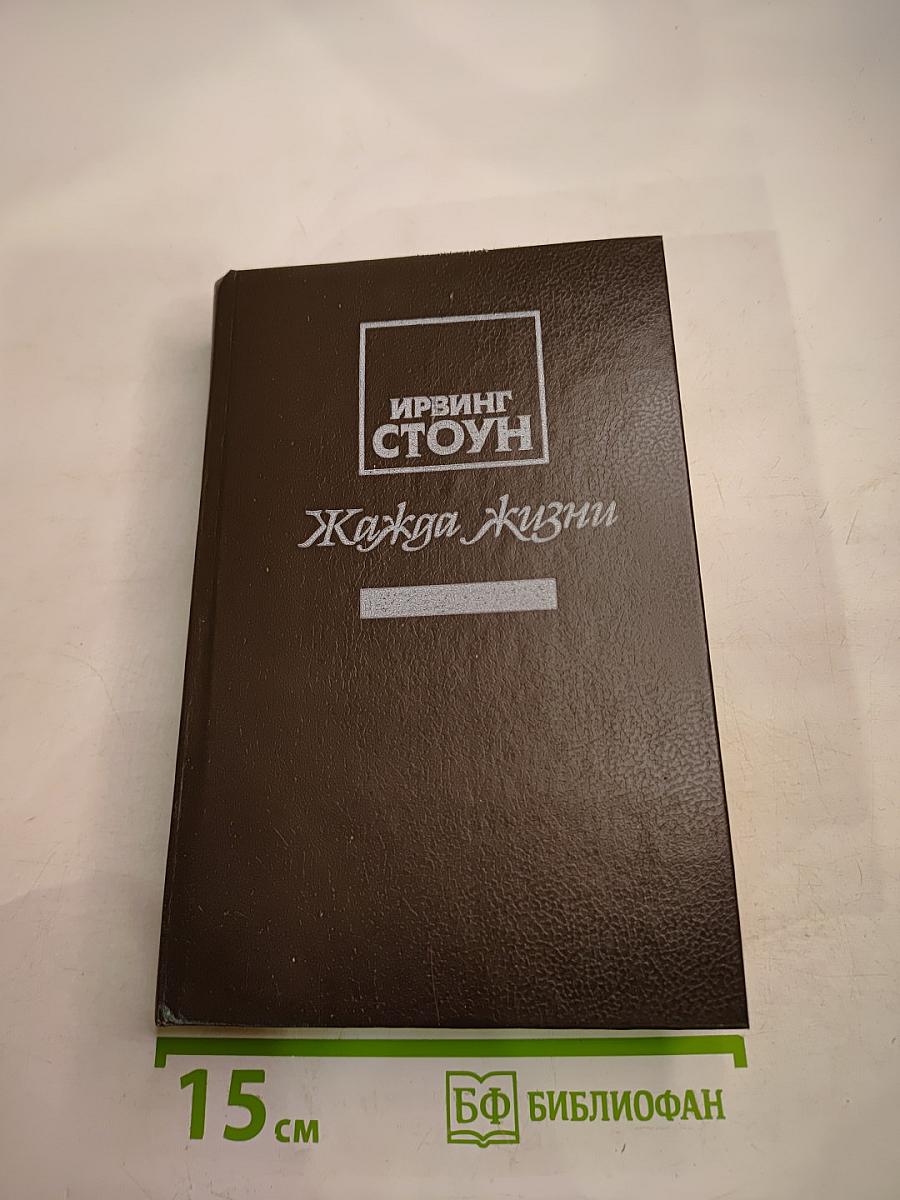 ИРВИНГ
СТОУН
Жажда жизни
15 см
БФ БИБЛИОФАН